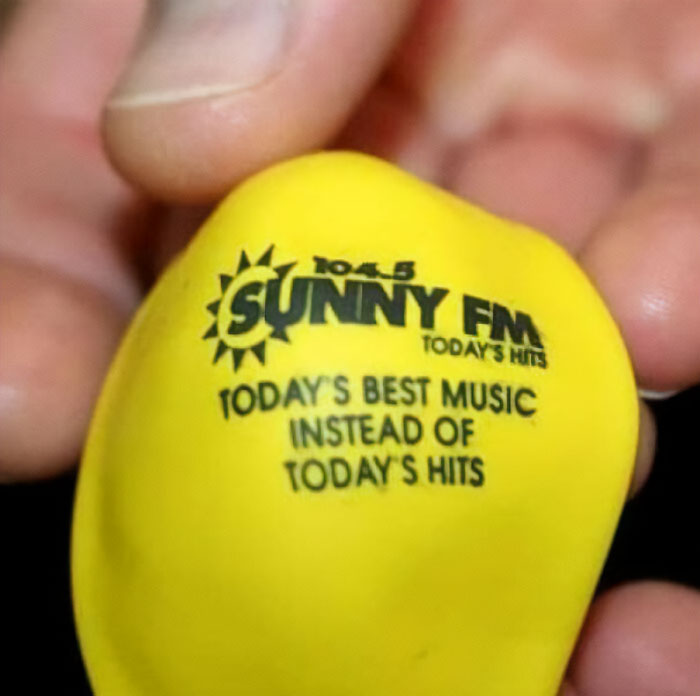 104.5
SUNNY FM
TODAY'S HITS
TODAY'S BEST MUSIC
INSTEAD OF
TODAY'S HITS